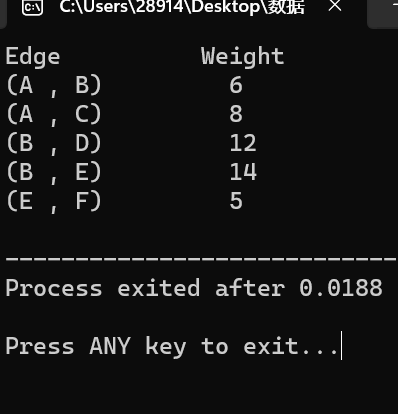 C:\Users\28914\Desktop\数据
Edge Weight
(A , B) 6
(A , C) 8
(B , D) 12
(B , E) 14
(E , F) 5
----------------------------
Process exited after 0.0188
Press ANY key to exit...